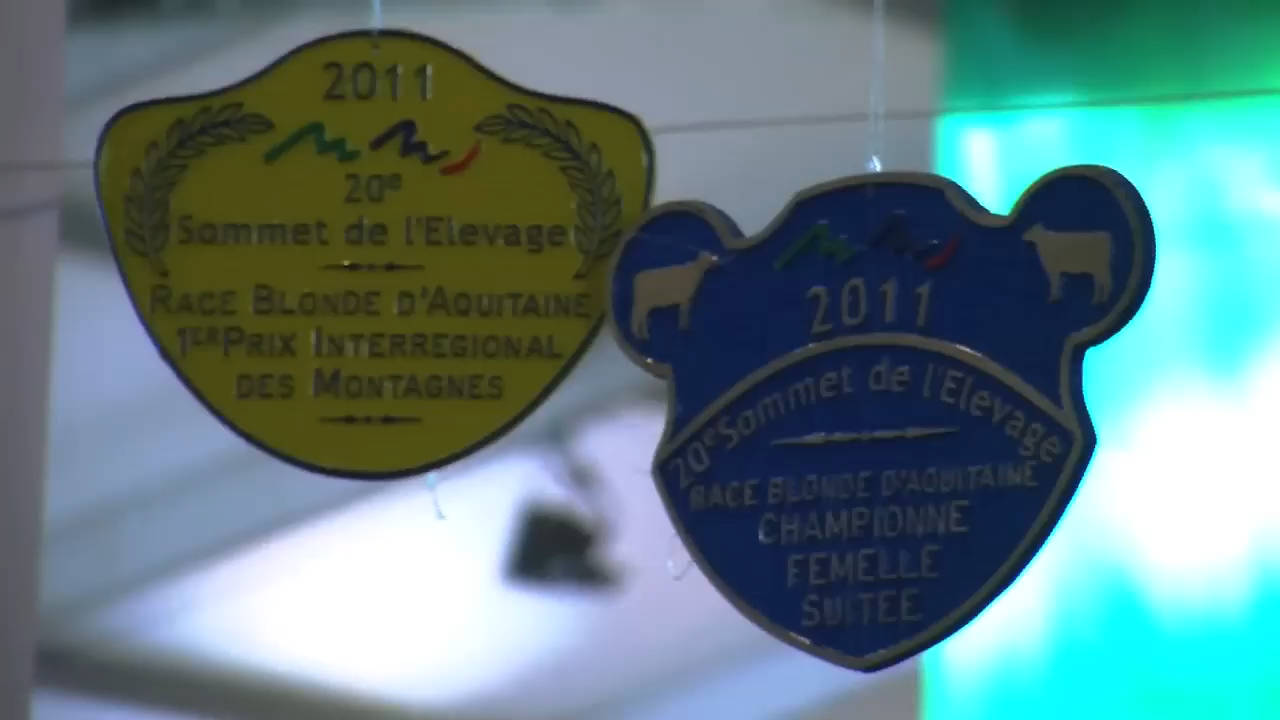 2011
20e
Sommet de l'Elevage
RACE BLONDE D'AQUITAINE
1ER PRIX INTERREGIONAL
DES MONTAGNES
2011
20e Sommet de l'Elevage
RACE BLONDE D'AQUITAINE
CHAMPIONNE
FEMELLE
SUITEE